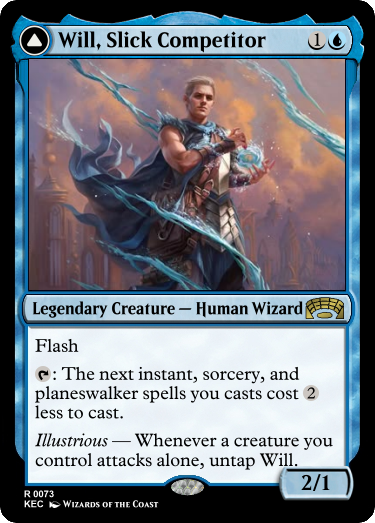 Will, Slick Competitor 1
Legendary Creature — Human Wizard
Flash
: The next instant, sorcery, and
planeswalker spells you casts cost 2
less to cast.
Illustrious — Whenever a creature you
control attacks alone, untap Will.
2/1
R 0073
KEC Wizards of the Coast